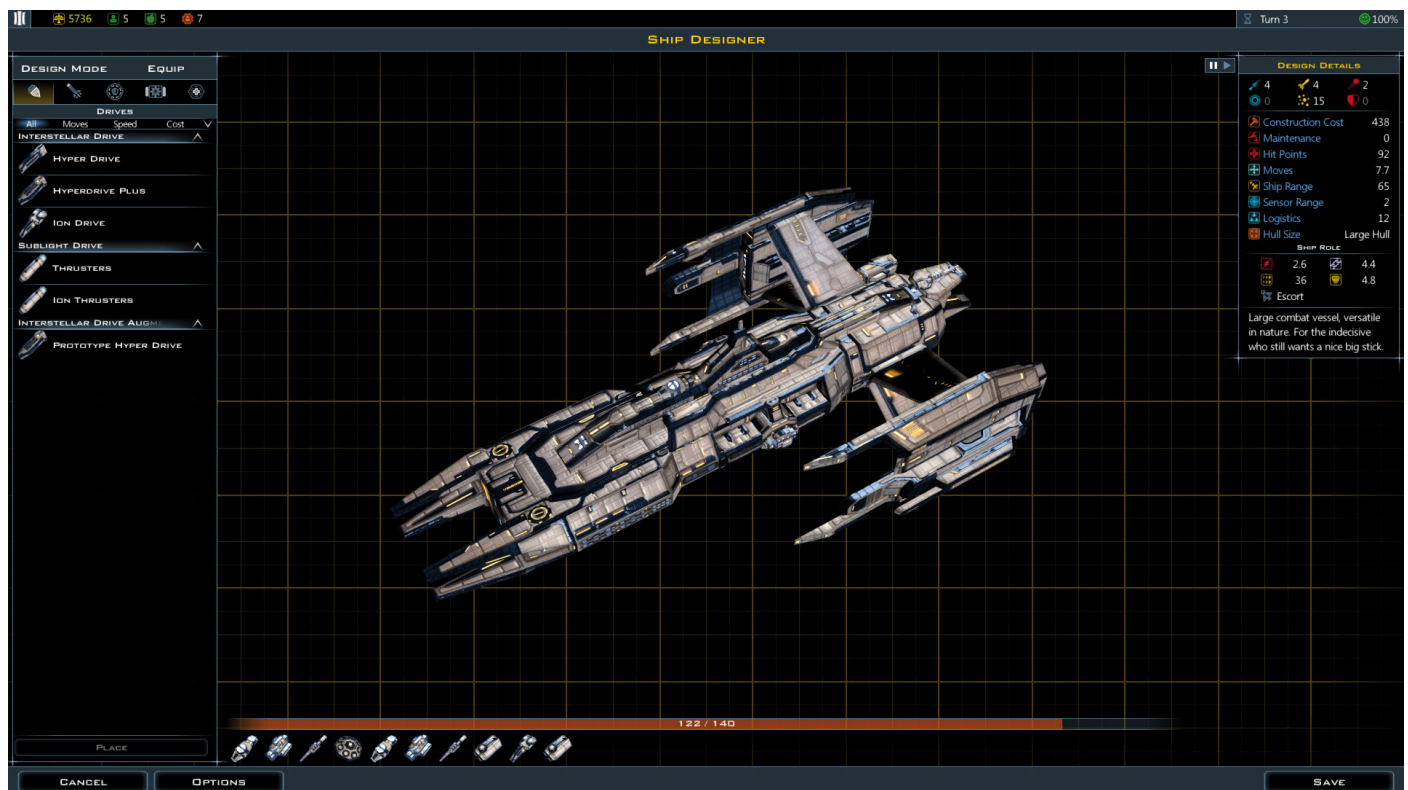 5736 5 5 7 Turn 3 100%
Ship Designer
Design Mode Equip
Drives
All Moves Speed Cost
Interstellar Drive
Hyper Drive
Hyperdrive Plus
Ion Drive
Sublight Drive
Thrusters
Ion Thrusters
Interstellar Drive Augm
Prototype Hyper Drive
Place
Cancel Options
122 / 140
Design Details
4 4 2
0 15 0
Construction Cost 438
Maintenance 0
Hit Points 92
Moves 7.7
Ship Range 65
Sensor Range 2
Logistics 12
Hull Size Large Hull
Ship Role
2.6 4.4
36 4.8
Escort
Large combat vessel, versatile
in nature. For the indecisive
who still wants a nice big stick.
Save